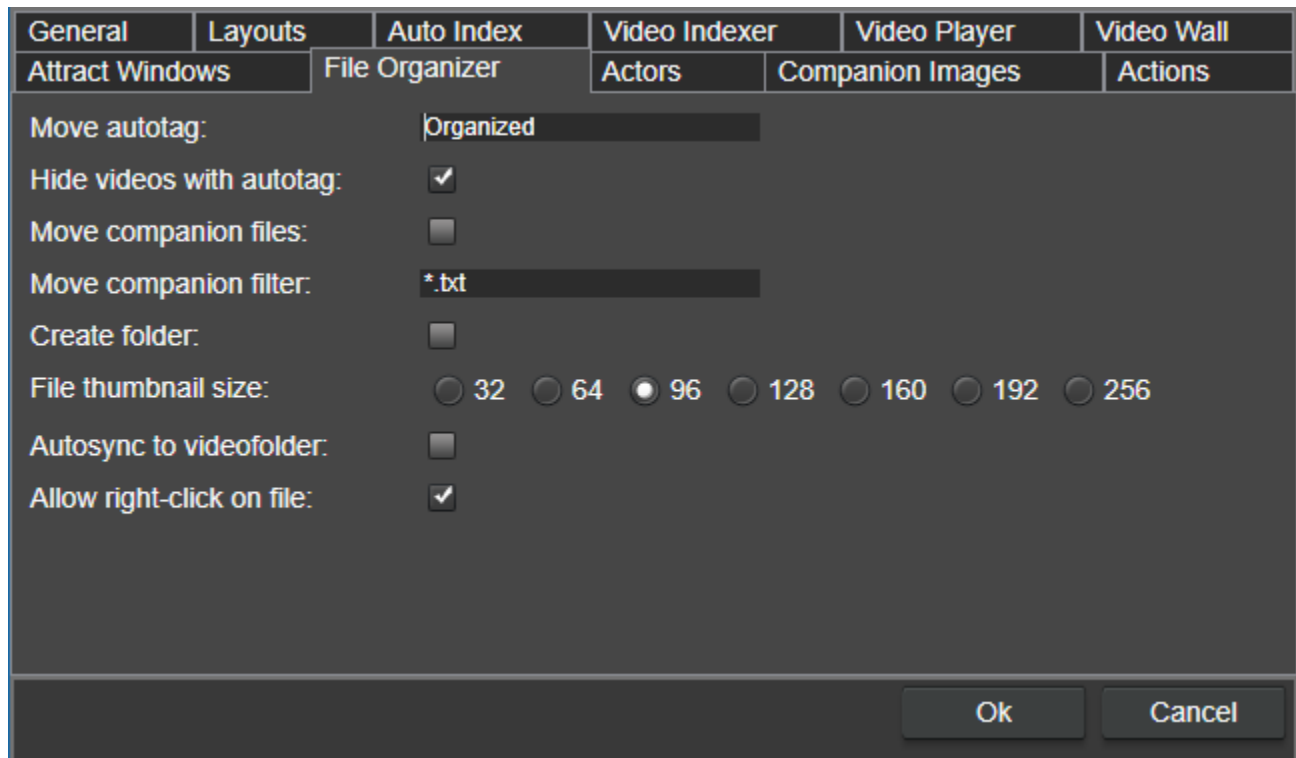 General Layouts Auto Index Video Indexer Video Player Video Wall
Attract Windows File Organizer Actors Companion Images Actions
Move autotag: Organized
Hide videos with autotag:
Move companion files:
Move companion filter: *.txt
Create folder:
File thumbnail size: 32 64 96 128 160 192 256
Autosync to videofolder:
Allow right-click on file:
Ok Cancel